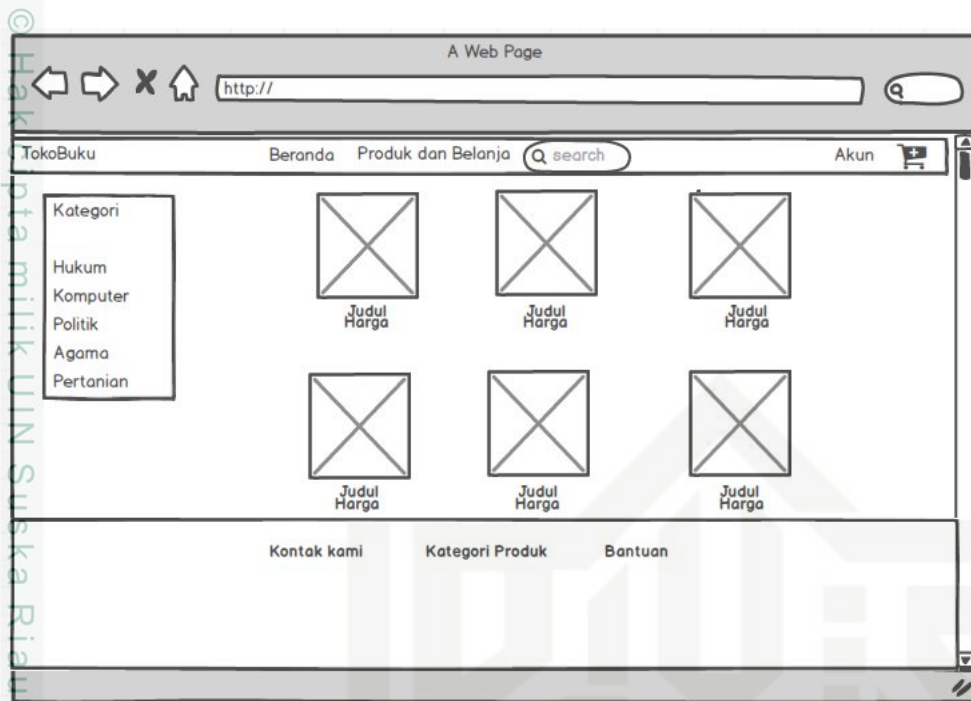 © Hak cipta milik UIN Suska Riau
A Web Page
http://
TokoBuku Beranda Produk dan Belanja search Akun
Kategori
Hukum
Komputer
Politik
Agama
Pertanian
Judul Judul Judul
Harga Harga Harga
Judul Judul Judul
Harga Harga Harga
Kontak kami Kategori Produk Bantuan